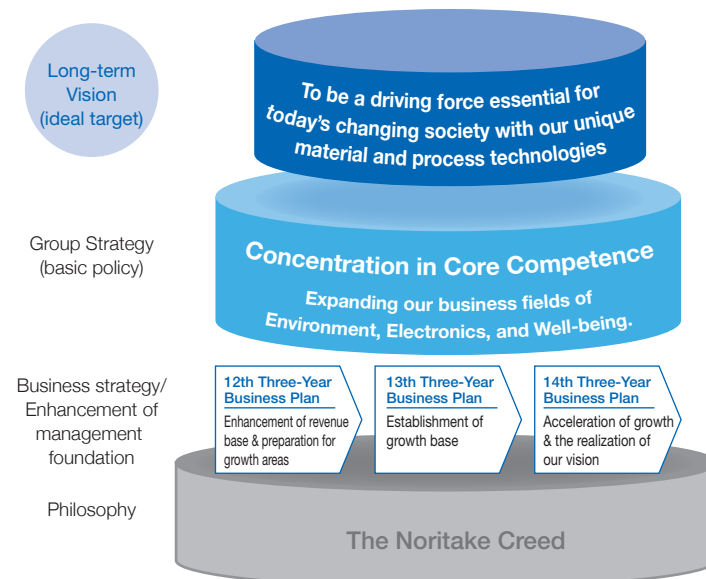 Long-term
Vision
(ideal target)
To be a driving force essential for
today's changing society with our unique
material and process technologies
Group Strategy
(basic policy)
Concentration in Core Competence
Expanding our business fields of
Environment, Electronics, and Well-being.
Business strategy/
Enhancement of
management
foundation
12th Three-Year
Business Plan
Enhancement of revenue
base & preparation for
growth areas
13th Three-Year
Business Plan
Establishment of
growth base
14th Three-Year
Business Plan
Acceleration of growth
& the realization of
our vision
Philosophy
The Noritake Creed